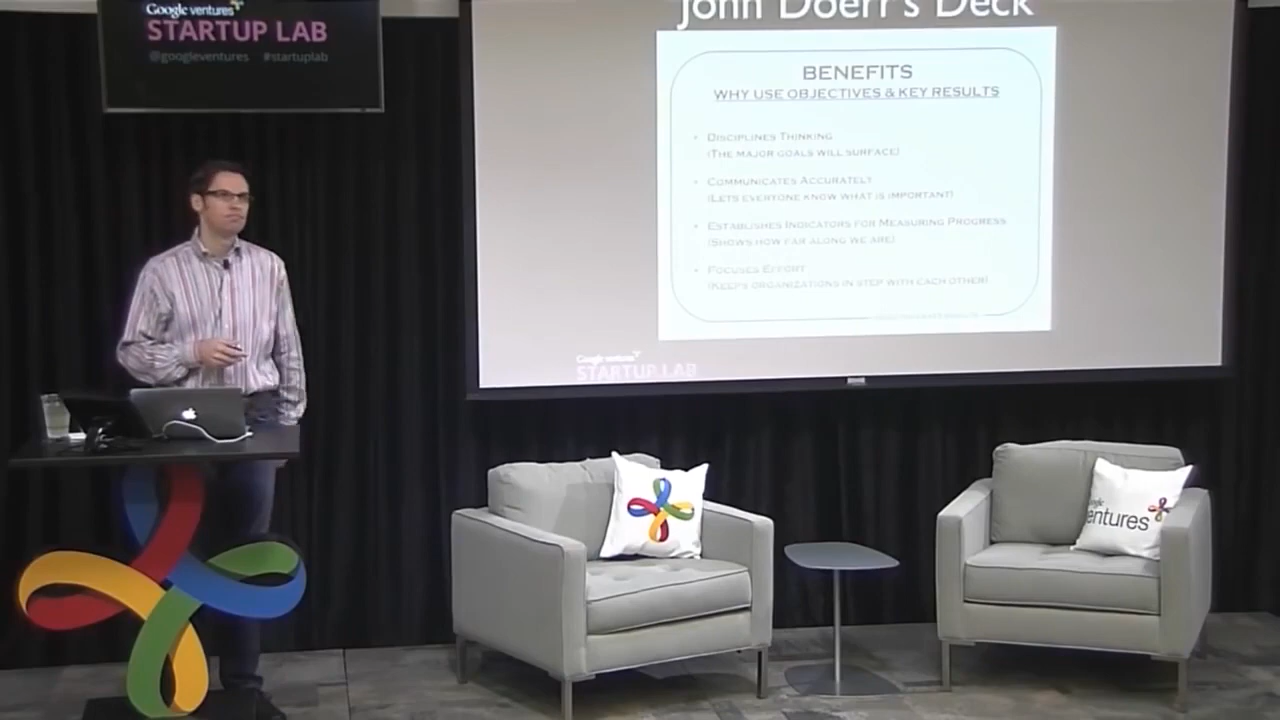 Google ventures
STARTUP LAB
@googleventures #startuplab
John Doerr's Deck
BENEFITS
WHY USE OBJECTIVES & KEY RESULTS
• DISCIPLINES THINKING
(THE MAJOR GOALS WILL SURFACE)
• COMMUNICATES ACCURATELY
(LETS EVERYONE KNOW WHAT IS IMPORTANT)
• ESTABLISHES INDICATORS FOR MEASURING PROGRESS
(SHOWS HOW FAR ALONG WE ARE)
• FOCUSES EFFORT
(KEEPS ORGANIZATIONS IN STEP WITH EACH OTHER)
Google ventures
STARTUP LAB
ogle
entures